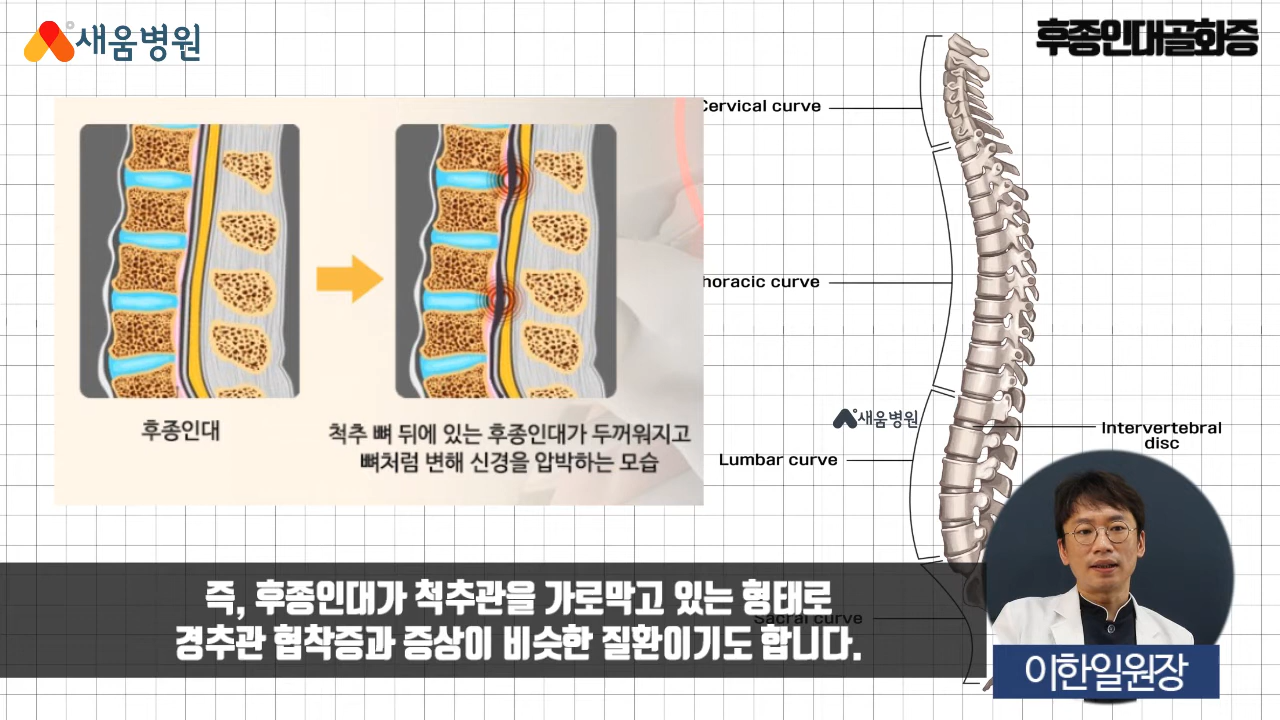 새움병원
후종인대골화증
Cervical curve
horacic curve
새움병원
Lumbar curve
Intervertebral
disc
후종인대
척추 뼈 뒤에 있는 후종인대가 두꺼워지고
뼈처럼 변해 신경을 압박하는 모습
즉, 후종인대가 척추관을 가로막고 있는 형태로
Sacral curve
경추관 협착증과 증상이 비슷한 질환이기도 합니다.
이한일원장